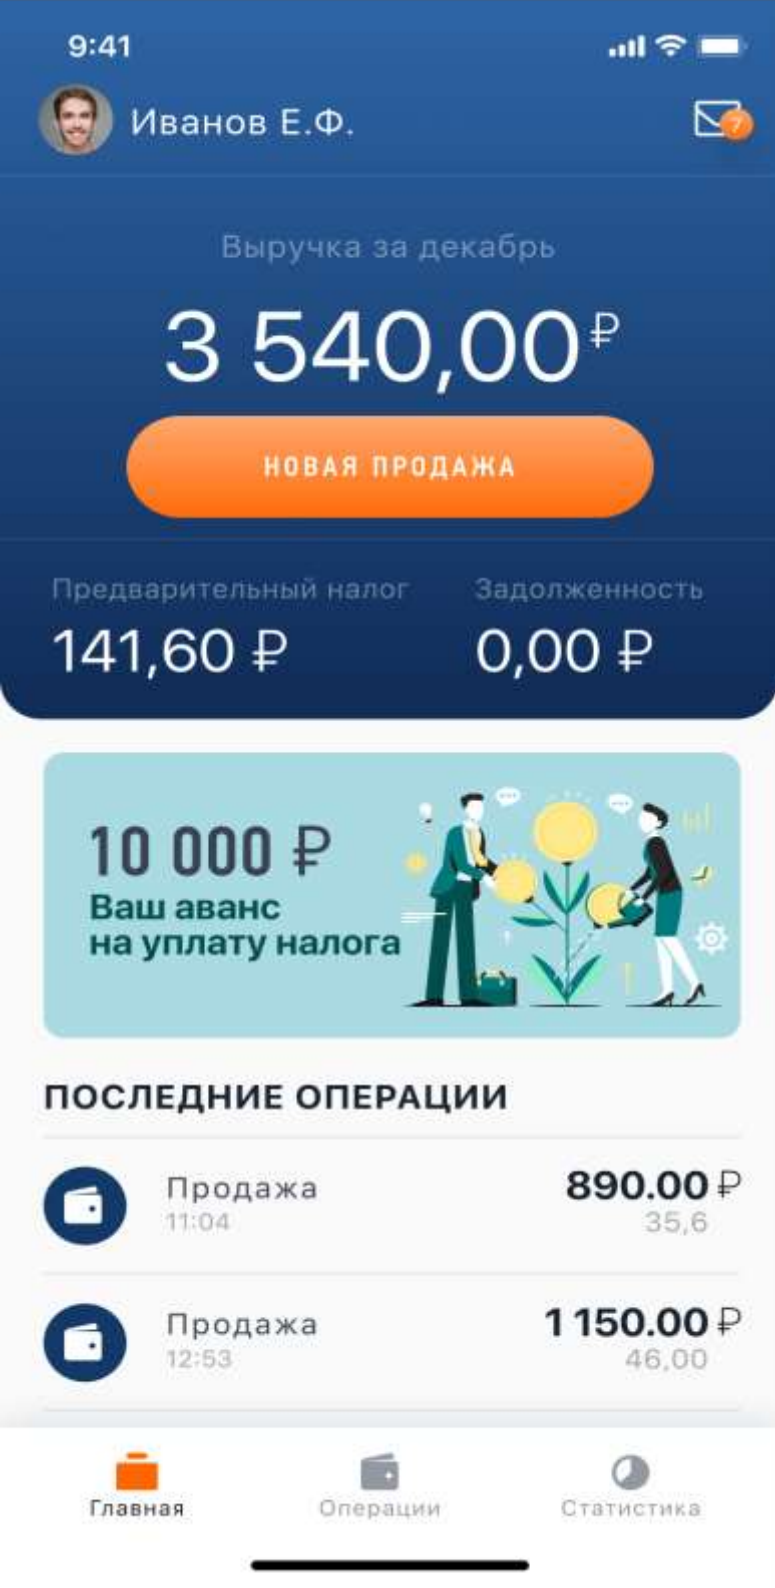 9:41
Иванов Е.Ф.
7
Выручка за декабрь
3 540,00 ₽
НОВАЯ ПРОДАЖА
Предварительный налог
Задолженность
141,60 ₽
0,00 ₽
10 000 ₽
Ваш аванс
на уплату налога
ПОСЛЕДНИЕ ОПЕРАЦИИ
Продажа
890.00 ₽
11:04
35,6
Продажа
1 150.00 ₽
12:53
46,00
Главная
Операции
Статистика